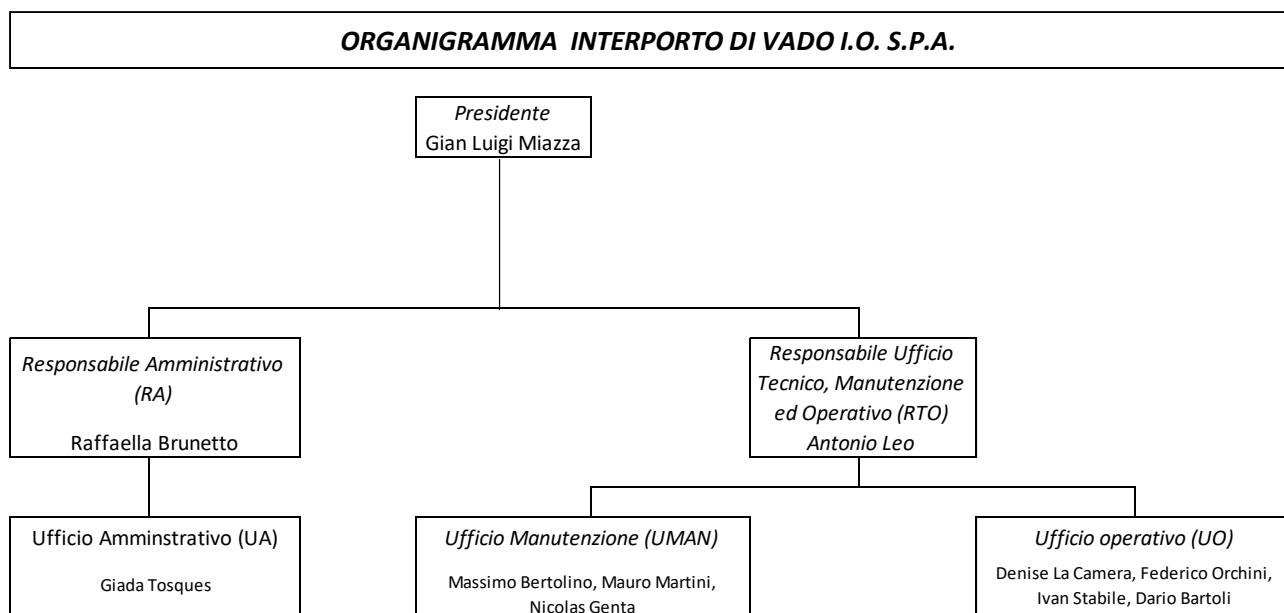 ORGANIGRAMMA INTERPORTO DI VADO I.O. S.P.A.
Presidente
Gian Luigi Miazza
Responsabile Amministrativo
(RA)
Raffaella Brunetto
Responsabile Ufficio
Tecnico, Manutenzione
ed Operativo (RTO)
Antonio Leo
Ufficio Amminstrativo (UA)
Giada Tosques
Ufficio Manutenzione (UMAN)
Massimo Bertolino, Mauro Martini,
Nicolas Genta
Ufficio operativo (UO)
Denise La Camera, Federico Orchini,
Ivan Stabile, Dario Bartoli